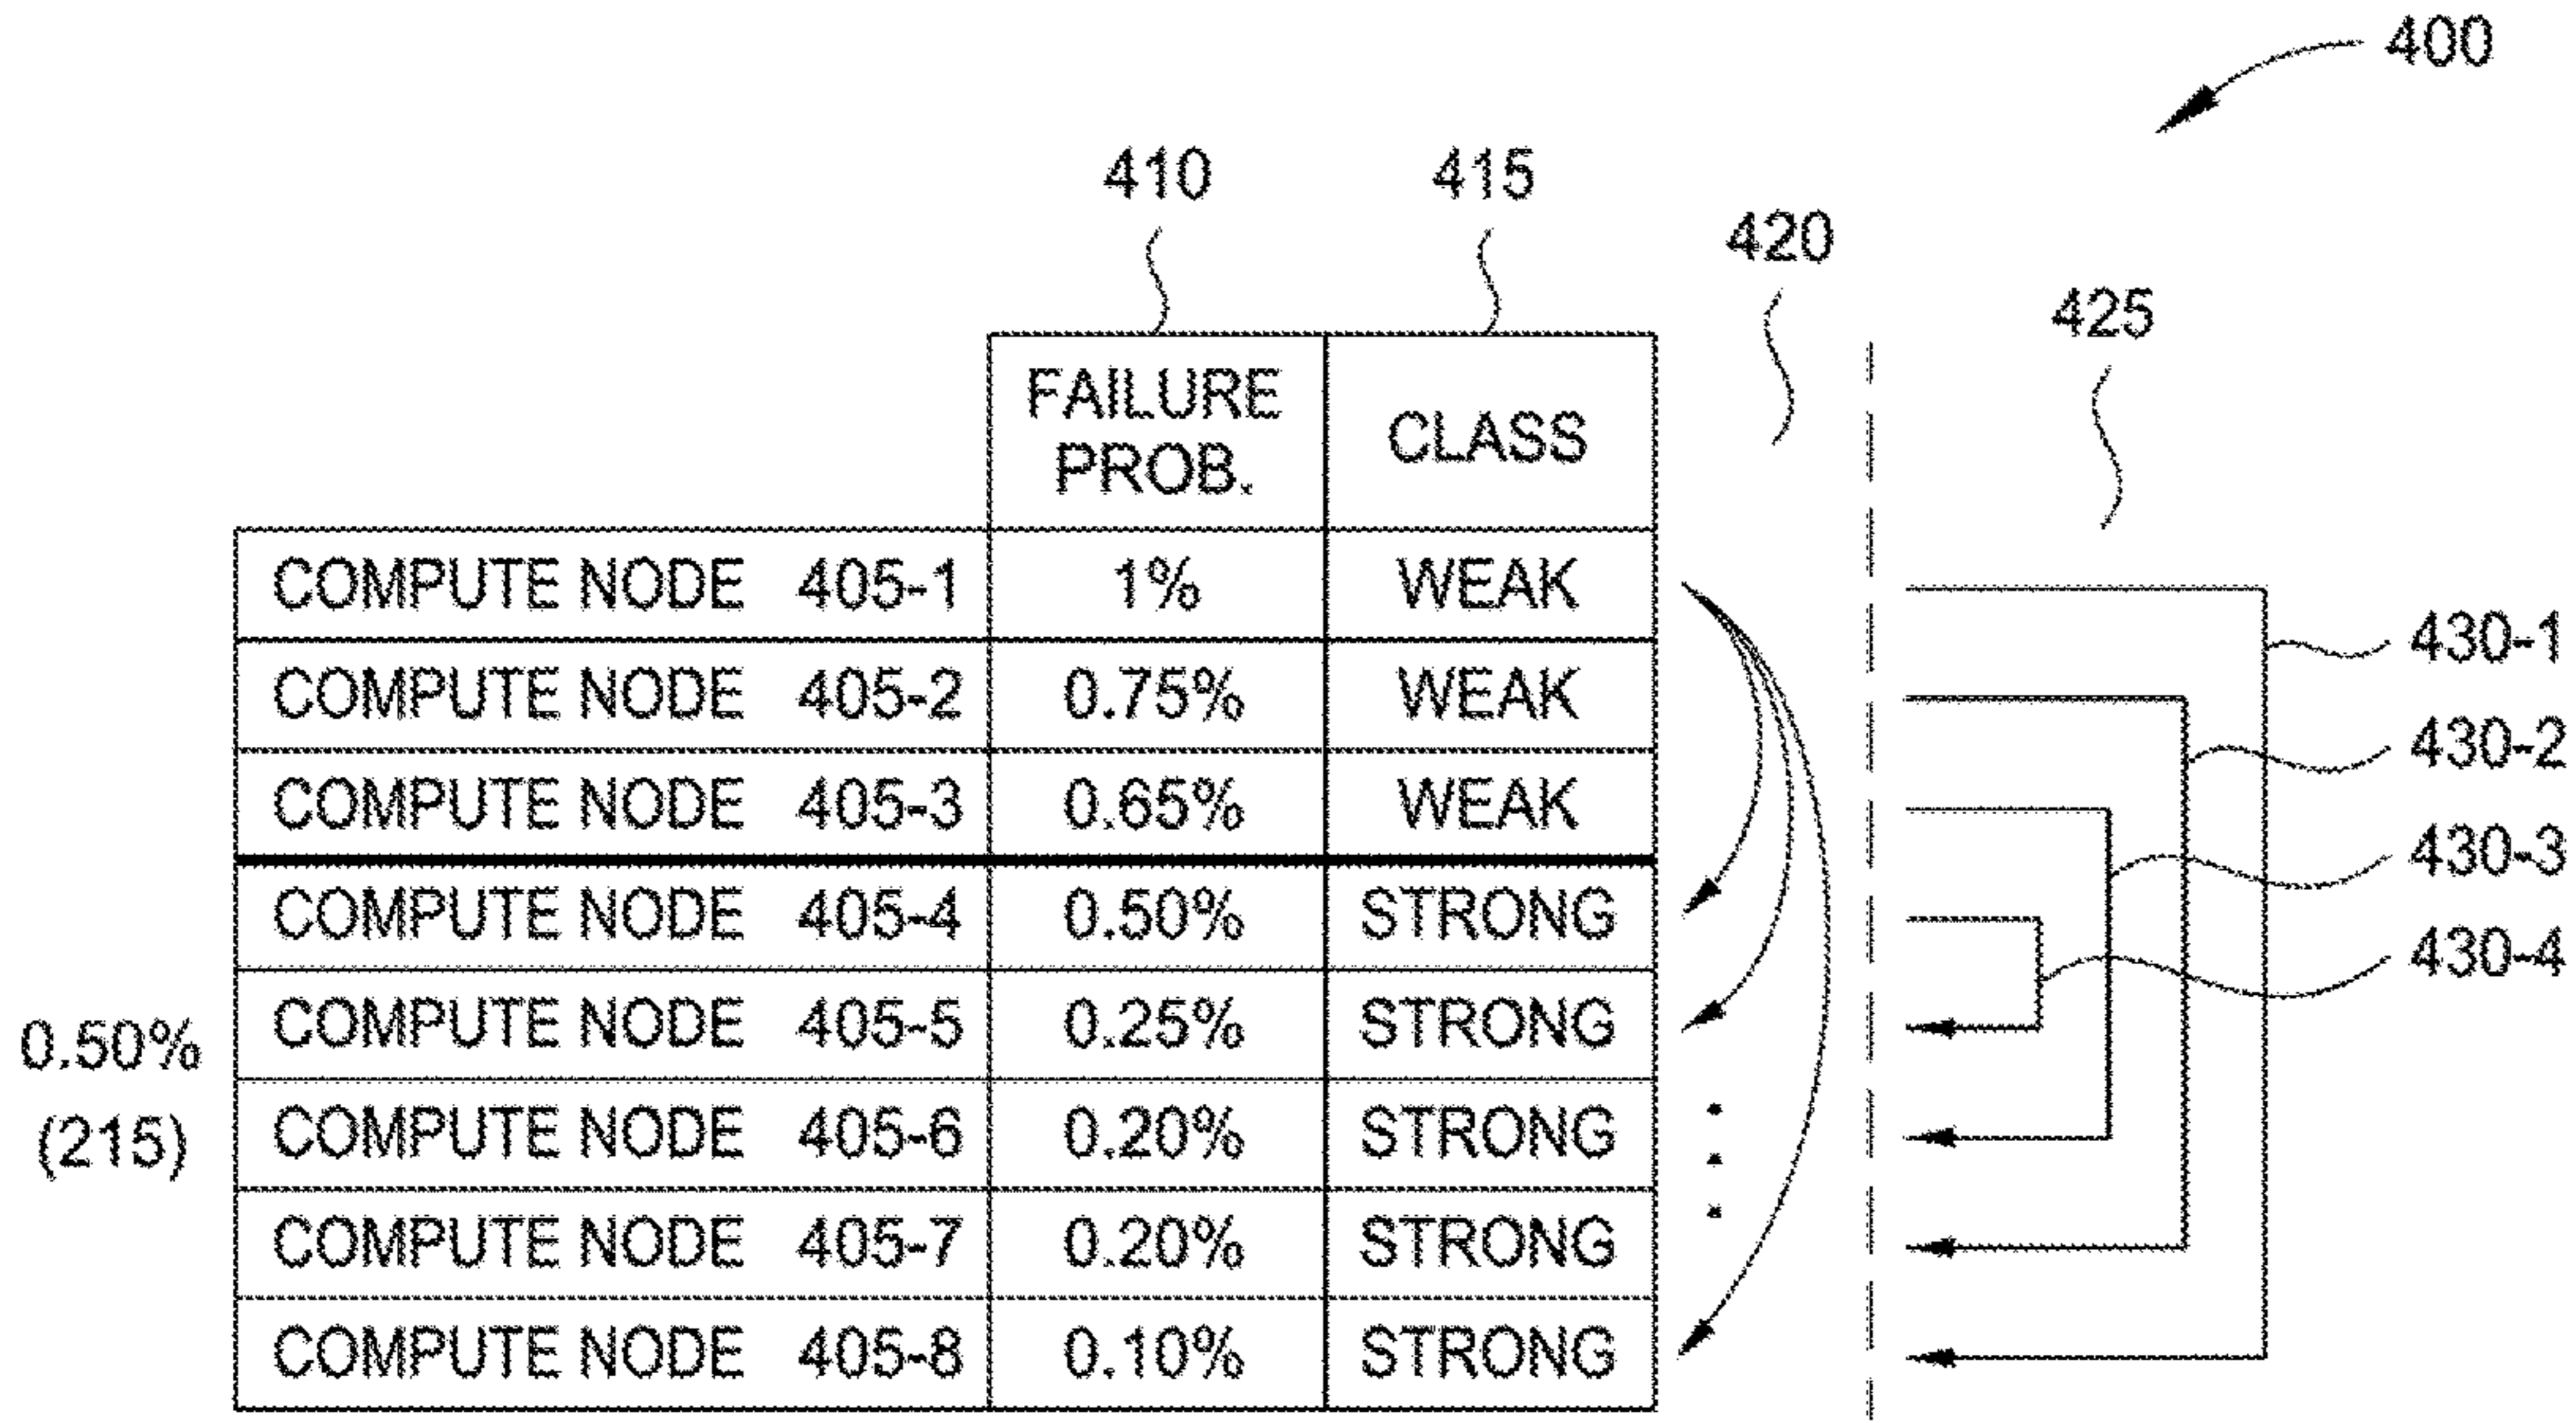 400
410 415
420
425
FAILURE PROB. CLASS
COMPUTE NODE 405-1 1% WEAK
COMPUTE NODE 405-2 0.75% WEAK
COMPUTE NODE 405-3 0.65% WEAK
COMPUTE NODE 405-4 0.50% STRONG
COMPUTE NODE 405-5 0.25% STRONG
COMPUTE NODE 405-6 0.20% STRONG
COMPUTE NODE 405-7 0.20% STRONG
COMPUTE NODE 405-8 0.10% STRONG
0.50%
(215)
430-1
430-2
430-3
430-4